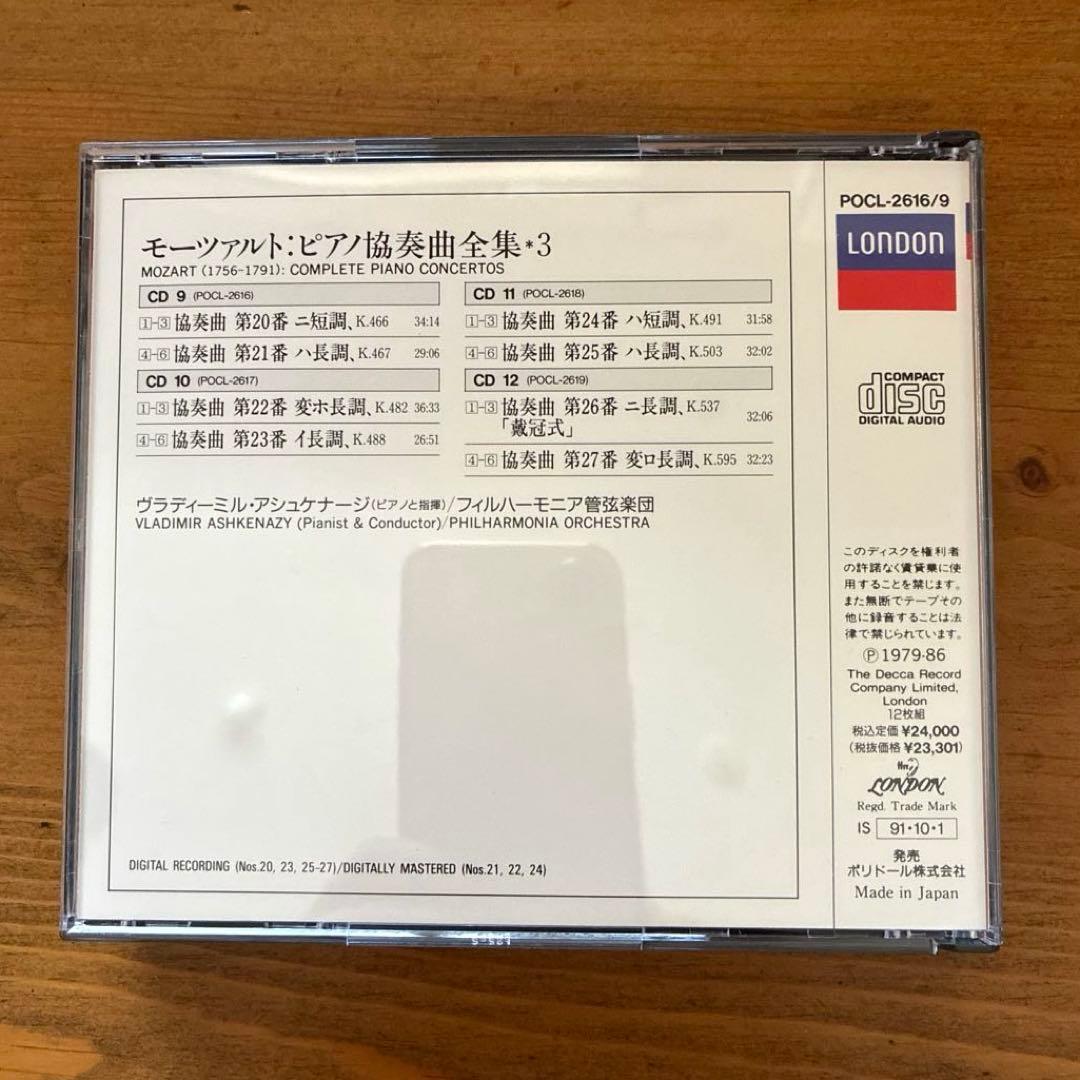 モーツァルト：ピアノ協奏曲全集*3
MOZART (1756-1791): COMPLETE PIANO CONCERTOS
CD 9 (POCL-2616)
1-3 協奏曲 第20番 ニ短調、K.466 34:14
4-6 協奏曲 第21番 ハ長調、K.467 29:06
CD 10 (POCL-2617)
1-3 協奏曲 第22番 変ホ長調、K.482 36:33
4-6 協奏曲 第23番 イ長調、K.488 26:51
CD 11 (POCL-2618)
1-3 協奏曲 第24番 ハ短調、K.491 31:58
4-6 協奏曲 第25番 ハ長調、K.503 32:02
CD 12 (POCL-2619)
1-3 協奏曲 第26番 ニ長調、K.537 32:06
「戴冠式」
4-6 協奏曲 第27番 変ロ長調、K.595 32:23
ヴラディーミル・アシュケナージ(ピアノと指揮)/フィルハーモニア管弦楽団
VLADIMIR ASHKENAZY (Pianist & Conductor)/PHILHARMONIA ORCHESTRA
DIGITAL RECORDING (Nos.20, 23, 25-27)/DIGITALLY MASTERED (Nos.21, 22, 24)
POCL-2616/9
LONDON
COMPACT
disc
DIGITAL AUDIO
このディスクを権利者
の許諾なく賃貸業に使
用することを禁じます。
また無断でテープその
他に録音することは法
律で禁じられています。
℗ 1979・86
The Decca Record
Company Limited,
London
12枚組
税込定価 ¥24,000
(税抜価格 ¥23,301)
LONDON
Regd. Trade Mark
IS 91・10・1
発売
ポリドール株式会社
Made in Japan